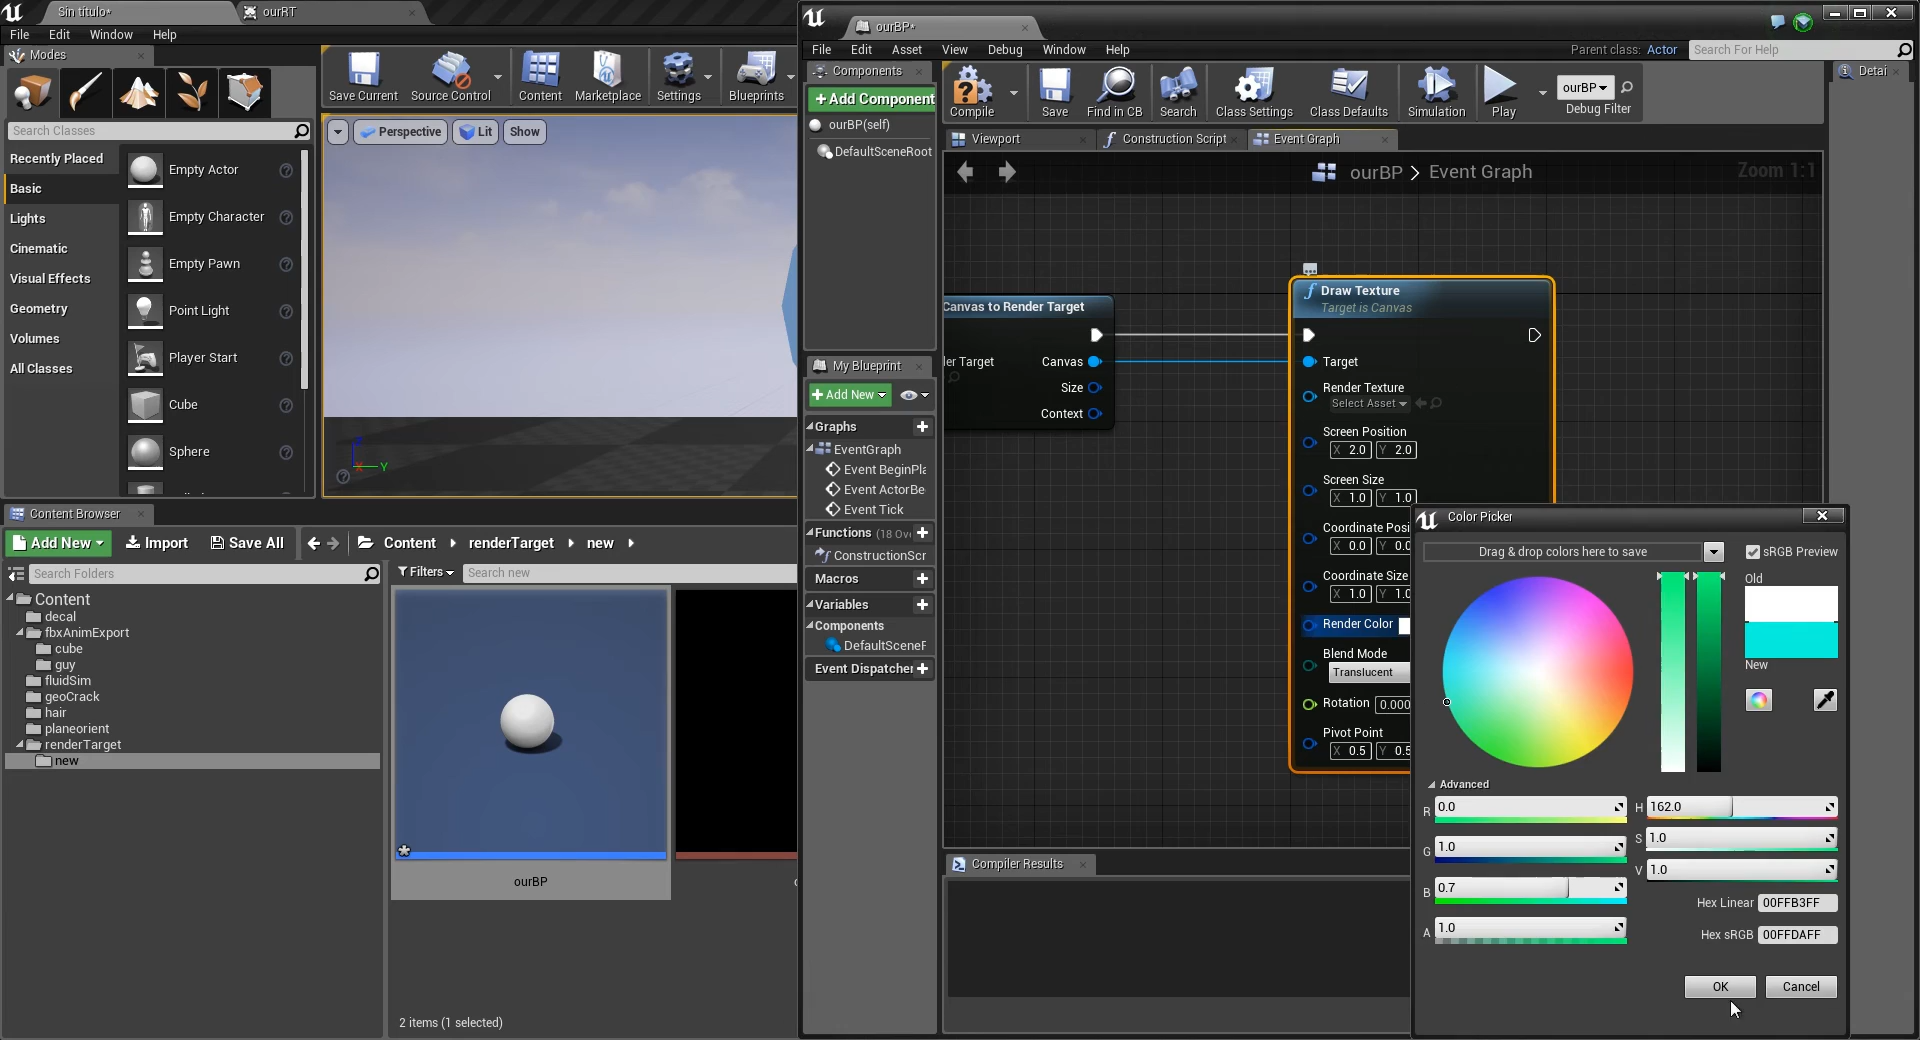 Sin título*
ourRT
File Edit Window Help
Modes
Search Classes
Recently Placed
Basic
Lights
Cinematic
Visual Effects
Geometry
Volumes
All Classes
Empty Actor
Empty Character
Empty Pawn
Point Light
Player Start
Cube
Sphere
Save Current
Source Control
Content
Marketplace
Settings
Blueprints
Perspective
Lit
Show
X
Y
Content Browser
Add New
Import
Save All
Content
renderTarget
new
Search Folders
Filters
Search new
Content
decal
fbxAnimExport
cube
guy
fluidSim
geoCrack
hair
planeorient
renderTarget
new
ourBP
2 items (1 selected)
ourBP*
File Edit Asset View Debug Window Help
Parent class: Actor
Search For Help
Components
+Add Component
ourBP(self)
DefaultSceneRoot
My Blueprint
+Add New
Graphs
EventGraph
Event BeginPla
Event ActorBe
Event Tick
Functions (18 Ov
ConstructionScr
Macros
Variables
Components
DefaultSceneF
Event Dispatcher
Compile
Save
Find in CB
Search
Class Settings
Class Defaults
Simulation
Play
ourBP
Debug Filter
Detai
Viewport
Construction Script
Event Graph
ourBP > Event Graph
Zoom 1:1
Canvas to Render Target
der Target
Canvas
Size
Context
Draw Texture
Target is Canvas
Target
Render Texture
Select Asset
Screen Position
X 2.0 Y 2.0
Screen Size
X 1.0 Y 1.0
Coordinate Posi
X 0.0 Y 0.0
Coordinate Size
X 1.0 Y 1.0
Render Color
Blend Mode
Translucent
Rotation 0.000
Pivot Point
X 0.5 Y 0.5
Compiler Results
Color Picker
Drag & drop colors here to save
sRGB Preview
Old
New
Advanced
R 0.0
G 1.0
B 0.7
A 1.0
H 162.0
S 1.0
V 1.0
Hex Linear 00FFB3FF
Hex sRGB 00FFDAFF
OK
Cancel